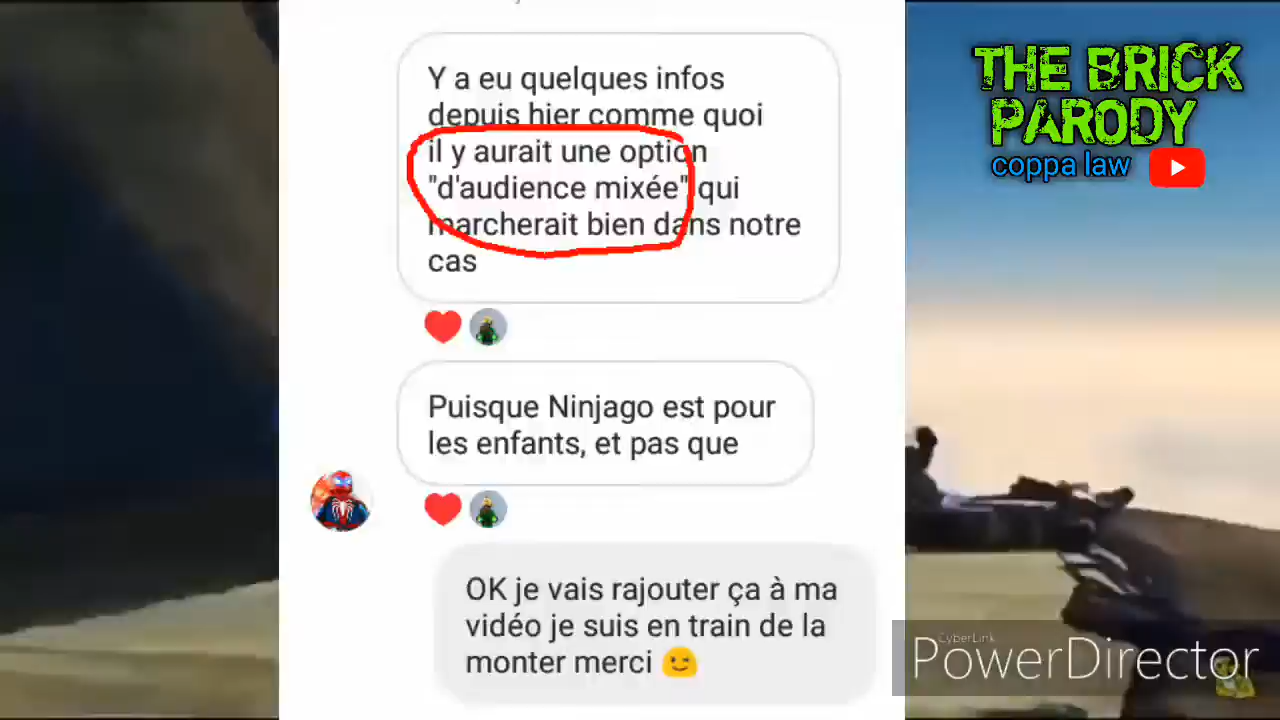 Y a eu quelques infos
depuis hier comme quoi
il y aurait une option
"d'audience mixée" qui
marcherait bien dans notre
cas
Puisque Ninjago est pour
les enfants, et pas que
OK je vais rajouter ça à ma
vidéo je suis en train de la
monter merci 😉
THE BRICK
PARODY
coppa law
CyberLink
PowerDirector